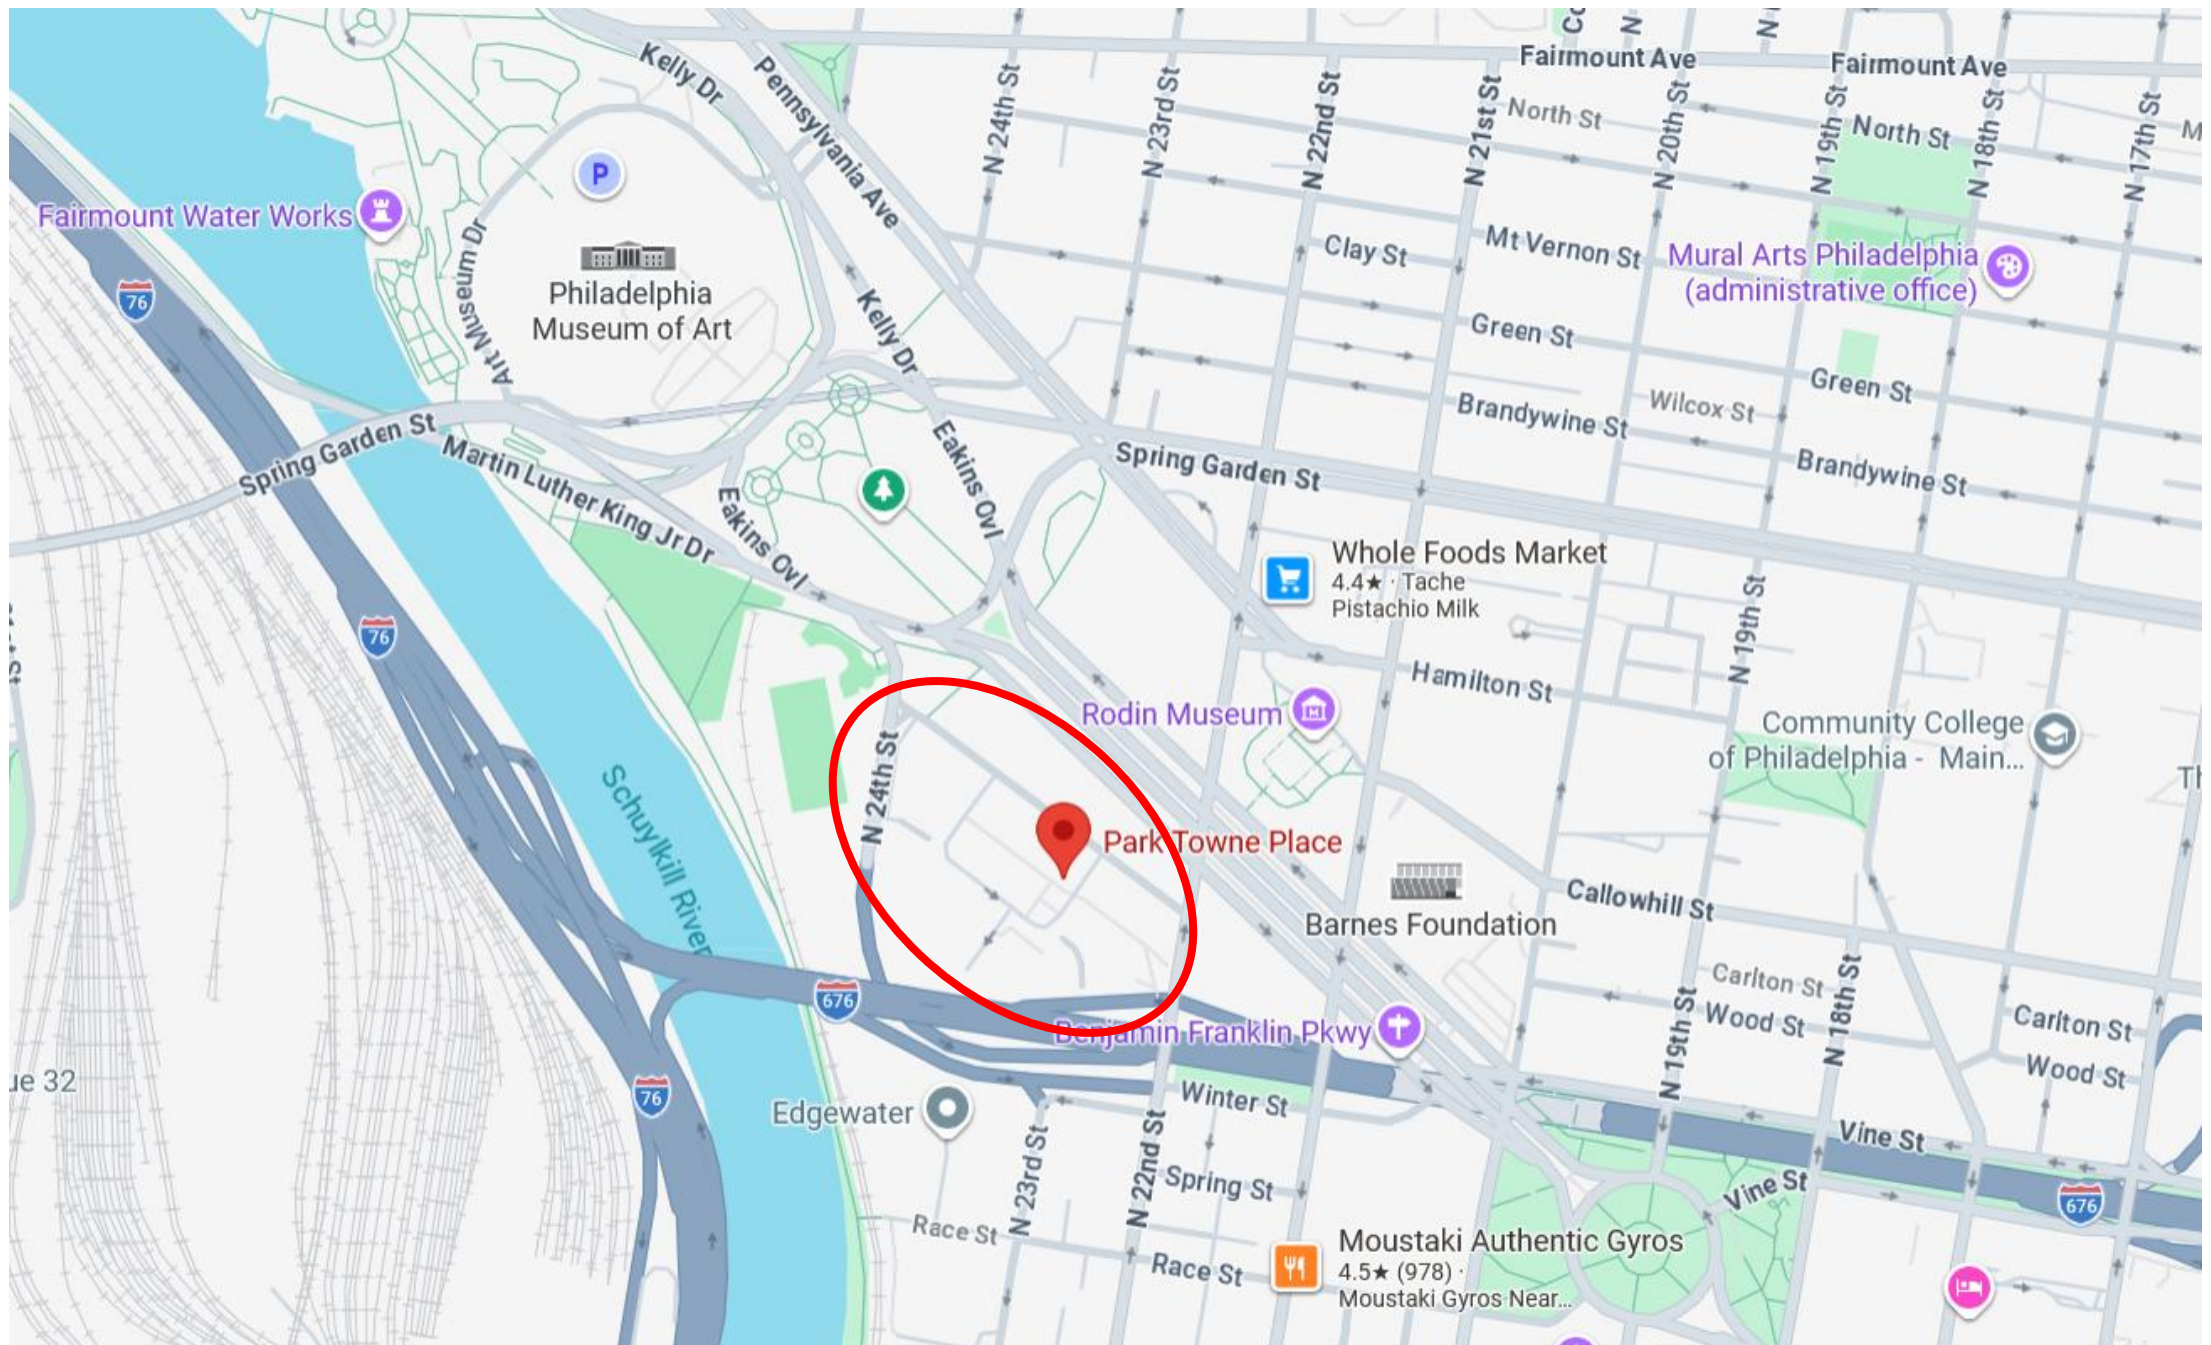 Kelly Dr
Pennsylvania Ave
N 24th St
N 23rd St
N 22nd St
N 21st St
Fairmount Ave
Fairmount Ave
North St
North St
N 20th St
N 19th St
N 18th St
N 17th St
Fairmount Water Works
P
Philadelphia
Museum of Art
Art Museum Dr
76
Clay St
Mt Vernon St
Mural Arts Philadelphia
(administrative office)
Kelly Dr
Green St
Green St
Wilcox St
Brandywine St
Brandywine St
Spring Garden St
Martin Luther King Jr Dr
Eakins Ovl
Eakins Ovl
Spring Garden St
Whole Foods Market
4.4★ · Tache
Pistachio Milk
76
N 19th St
Hamilton St
Rodin Museum
Community College
of Philadelphia - Main...
N 24th St
Schuylkill River
Park Towne Place
Barnes Foundation
Callowhill St
Carlton St
Wood St
N 19th St
N 18th St
Carlton St
Wood St
676
Benjamin Franklin Pkwy
ue 32
76
Edgewater
Winter St
N 23rd St
N 22nd St
Spring St
Race St
Race St
Vine St
Vine St
676
Moustaki Authentic Gyros
4.5★ (978) ·
Moustaki Gyros Near...